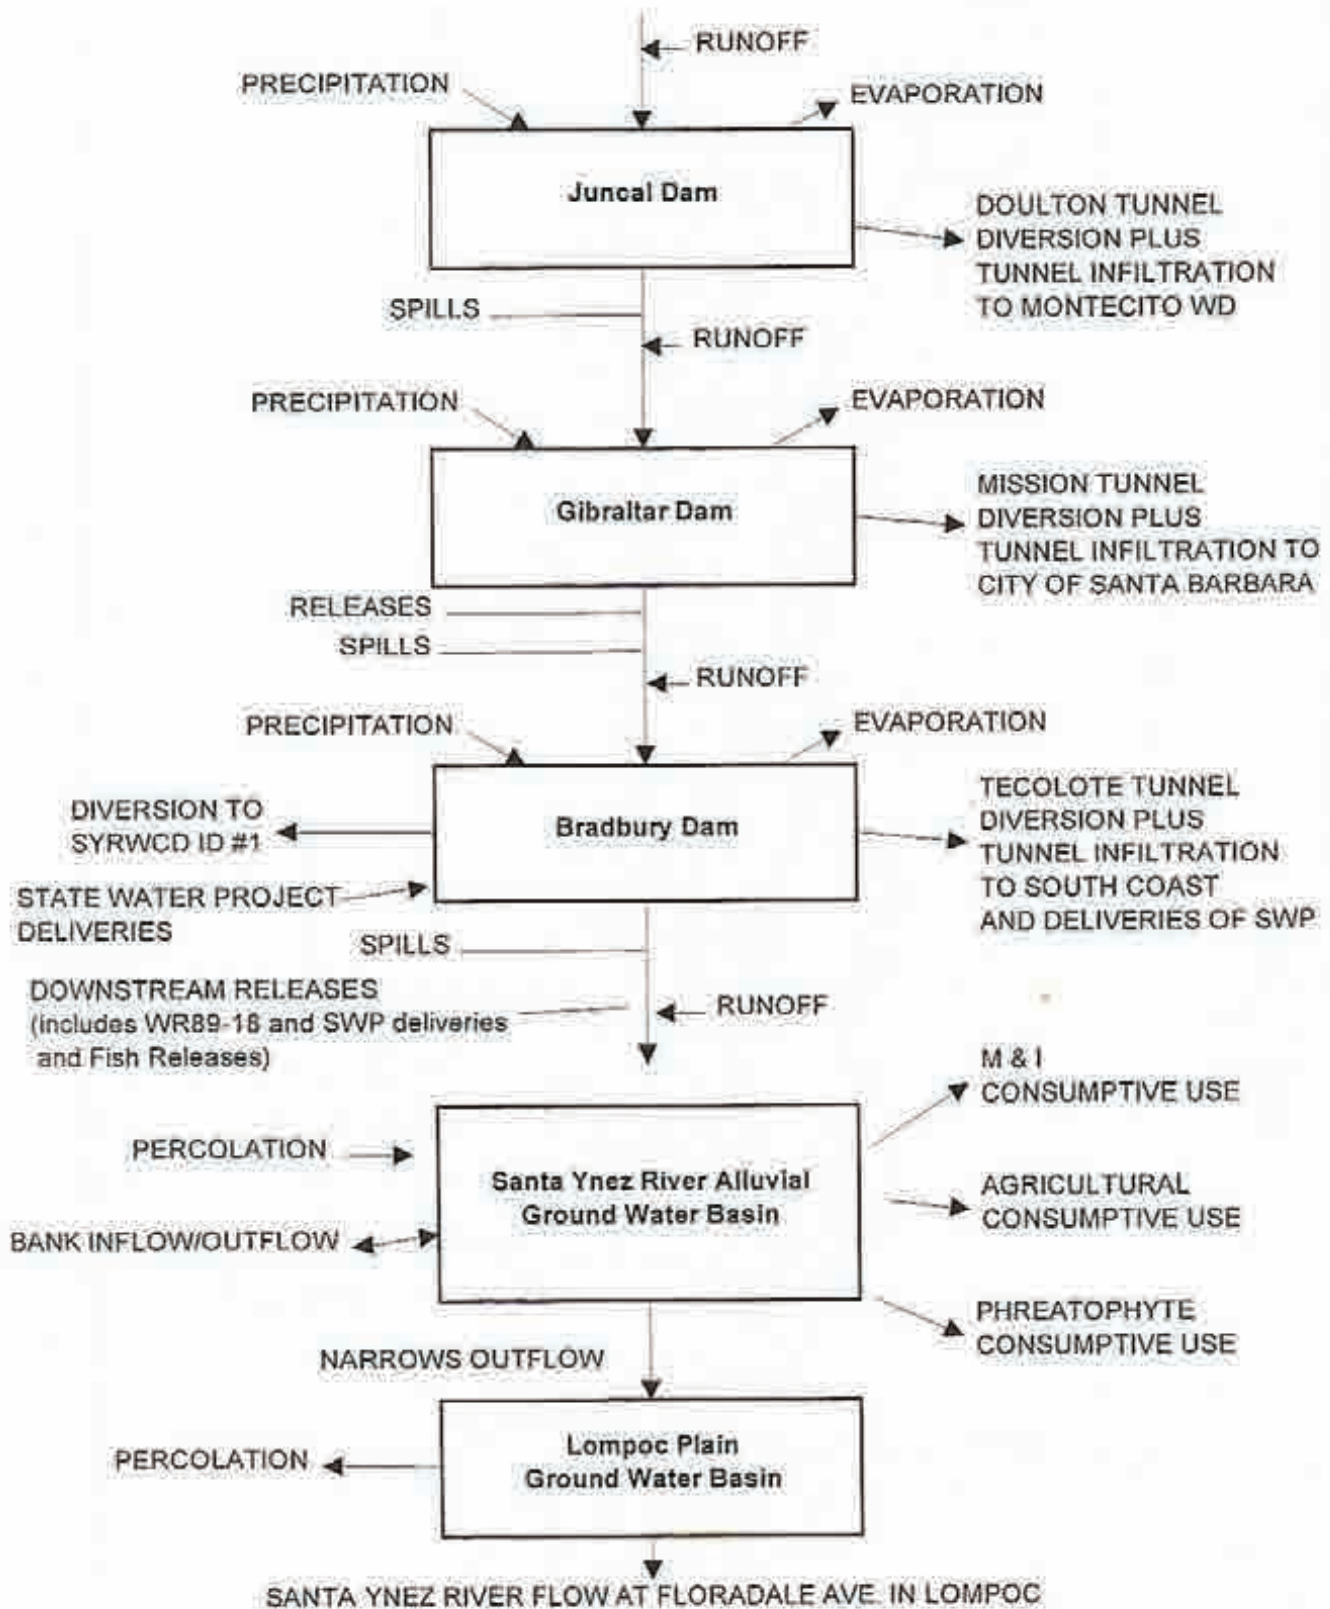 RUNOFF
PRECIPITATION
EVAPORATION
Juncal Dam
DOULTON TUNNEL
DIVERSION PLUS
TUNNEL INFILTRATION
TO MONTECITO WD
SPILLS
RUNOFF
PRECIPITATION
EVAPORATION
Gibraltar Dam
MISSION TUNNEL
DIVERSION PLUS
TUNNEL INFILTRATION TO
CITY OF SANTA BARBARA
RELEASES
SPILLS
RUNOFF
PRECIPITATION
EVAPORATION
DIVERSION TO
SYRWCD ID #1
Bradbury Dam
TECOLOTE TUNNEL
DIVERSION PLUS
TUNNEL INFILTRATION
TO SOUTH COAST
AND DELIVERIES OF SWP
STATE WATER PROJECT
DELIVERIES
SPILLS
DOWNSTREAM RELEASES
(includes WR89-18 and SWP deliveries
and Fish Releases)
RUNOFF
M & I
CONSUMPTIVE USE
PERCOLATION
Santa Ynez River Alluvial
Ground Water Basin
AGRICULTURAL
CONSUMPTIVE USE
BANK INFLOW/OUTFLOW
PHREATOPHYTE
CONSUMPTIVE USE
NARROWS OUTFLOW
Lompoc Plain
Ground Water Basin
PERCOLATION
SANTA YNEZ RIVER FLOW AT FLORADALE AVE. IN LOMPOC